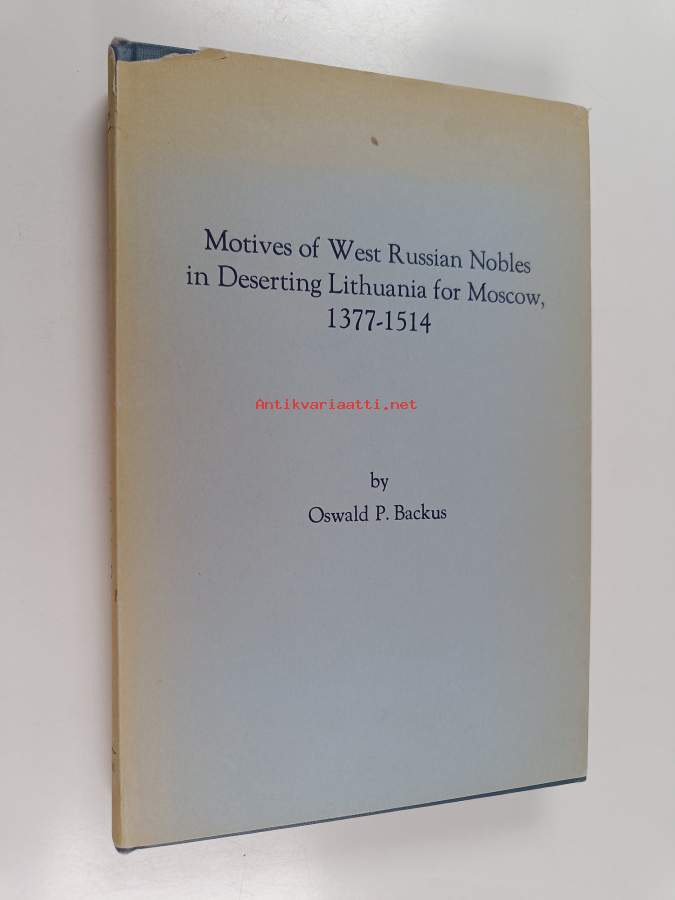 Motives of West Russian Nobles
in Deserting Lithuania for Moscow,
1377-1514
Antikvariaatti.net
by
Oswald P. Backus